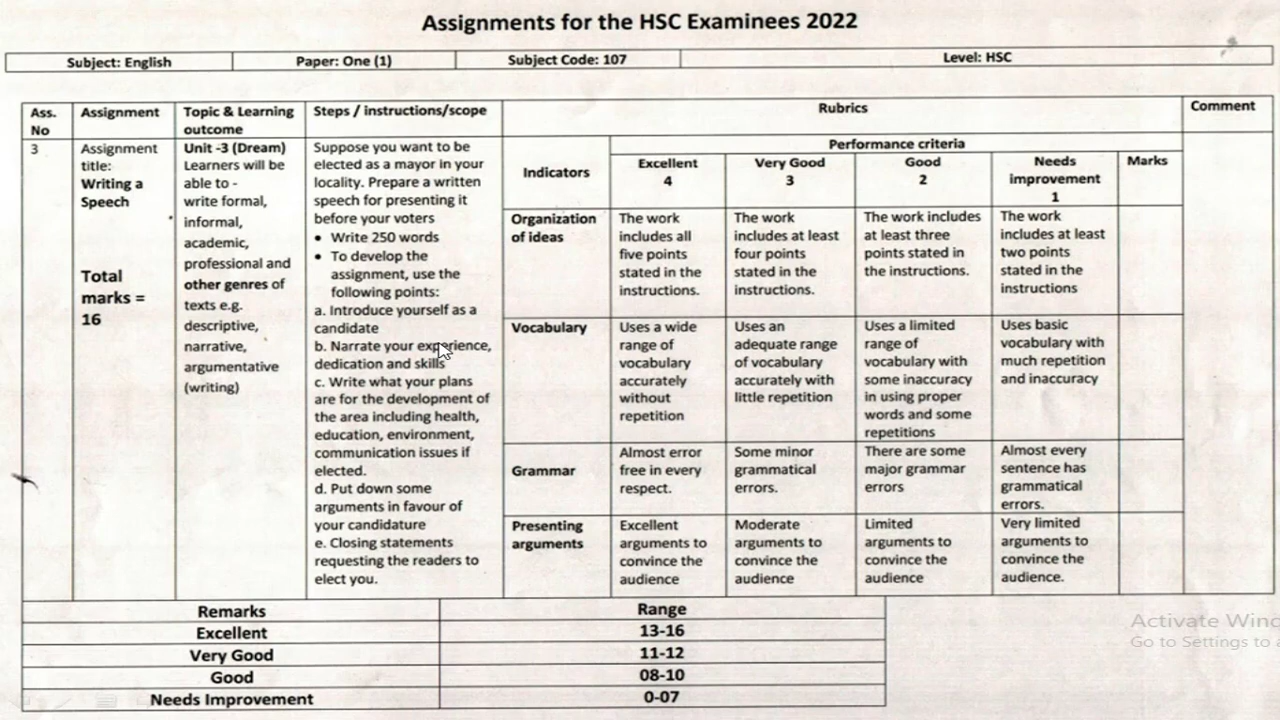 Assignments for the HSC Examinees 2022
Subject: English
Paper: One (1)
Subject Code: 107
Level: HSC
Ass.
No
Assignment
Topic & Learning
outcome
Steps / instructions/scope
Rubrics
Comment
3
Assignment
title:
Writing a
Speech
Total
marks =
16
Unit -3 (Dream)
Learners will be
able to -
write formal,
informal,
academic,
professional and
other genres of
texts e.g.
descriptive,
narrative,
argumentative
(writing)
Suppose you want to be
elected as a mayor in your
locality. Prepare a written
speech for presenting it
before your voters
• Write 250 words
• To develop the
assignment, use the
following points:
a. Introduce yourself as a
candidate
b. Narrate your experience,
dedication and skills
c. Write what your plans
are for the development of
the area including health,
education, environment,
communication issues if
elected.
d. Put down some
arguments in favour of
your candidature
e. Closing statements
requesting the readers to
elect you.
Indicators
Performance criteria
Excellent
4
Very Good
3
Good
2
Needs
improvement
1
Marks
Organization
of ideas
The work
includes all
five points
stated in the
instructions.
The work
includes at least
four points
stated in the
instructions.
The work includes
at least three
points stated in
the instructions.
The work
includes at least
two points
stated in the
instructions
Vocabulary
Uses a wide
range of
vocabulary
accurately
without
repetition
Uses an
adequate range
of vocabulary
accurately with
little repetition
Uses a limited
range of
vocabulary with
some inaccuracy
in using proper
words and some
repetitions
Uses basic
vocabulary with
much repetition
and inaccuracy
Grammar
Almost error
free in every
respect.
Some minor
grammatical
errors.
There are some
major grammar
errors
Almost every
sentence has
grammatical
errors.
Presenting
arguments
Excellent
arguments to
convince the
audience
Moderate
arguments to
convince the
audience
Limited
arguments to
convince the
audience
Very limited
arguments to
convince the
audience.
Remarks
Range
Excellent
13-16
Very Good
11-12
Good
08-10
Needs Improvement
0-07
Activate Winc
Go to Settings to a